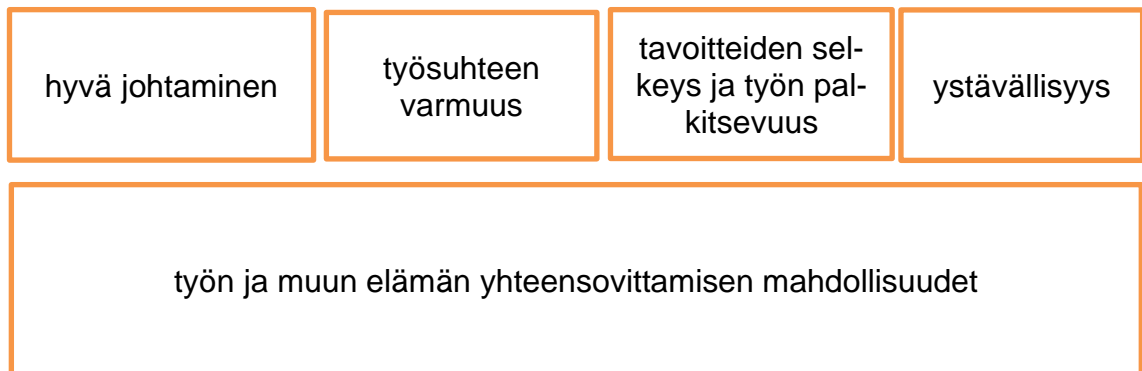 hyvä johtaminen
työsuhteen
varmuus
tavoitteiden sel-
keys ja työn pal-
kitsevuus
ystävällisyys
työn ja muun elämän yhteensovittamisen mahdollisuudet